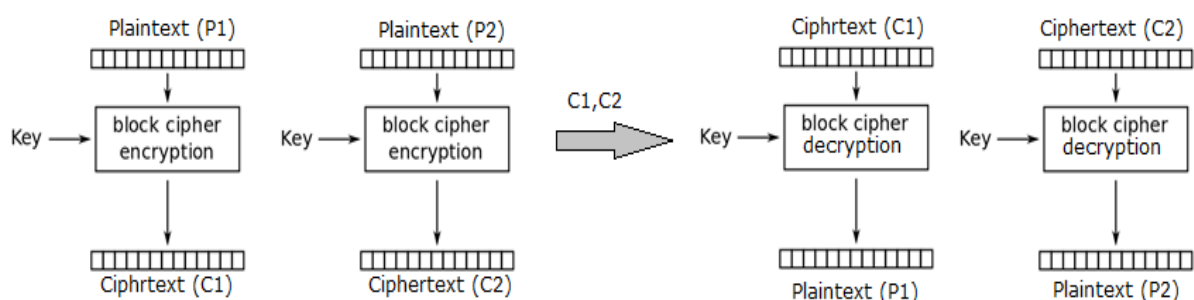 Plaintext (P1)
Key
block cipher
encryption
Ciphrtext (C1)
Plaintext (P2)
Key
block cipher
encryption
Ciphertext (C2)
C1,C2
Ciphrtext (C1)
Key
block cipher
decryption
Plaintext (P1)
Ciphertext (C2)
Key
block cipher
decryption
Plaintext (P2)